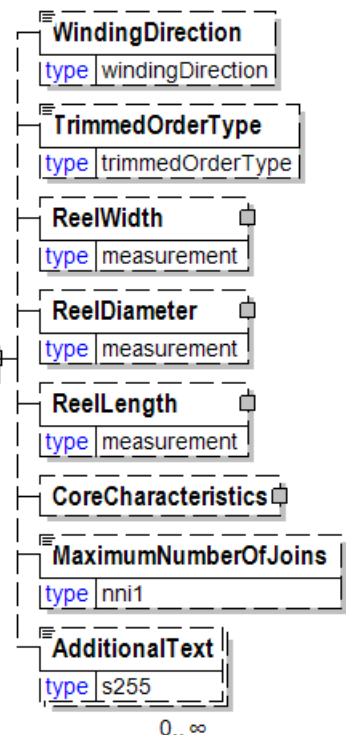 WindingDirection
type windingDirection
TrimmedOrderType
type trimmedOrderType
ReelWidth
type measurement
ReelDiameter
type measurement
ReelLength
type measurement
CoreCharacteristics
MaximumNumberOfJoins
type nni1
AdditionalText
type s255
0.. ∞